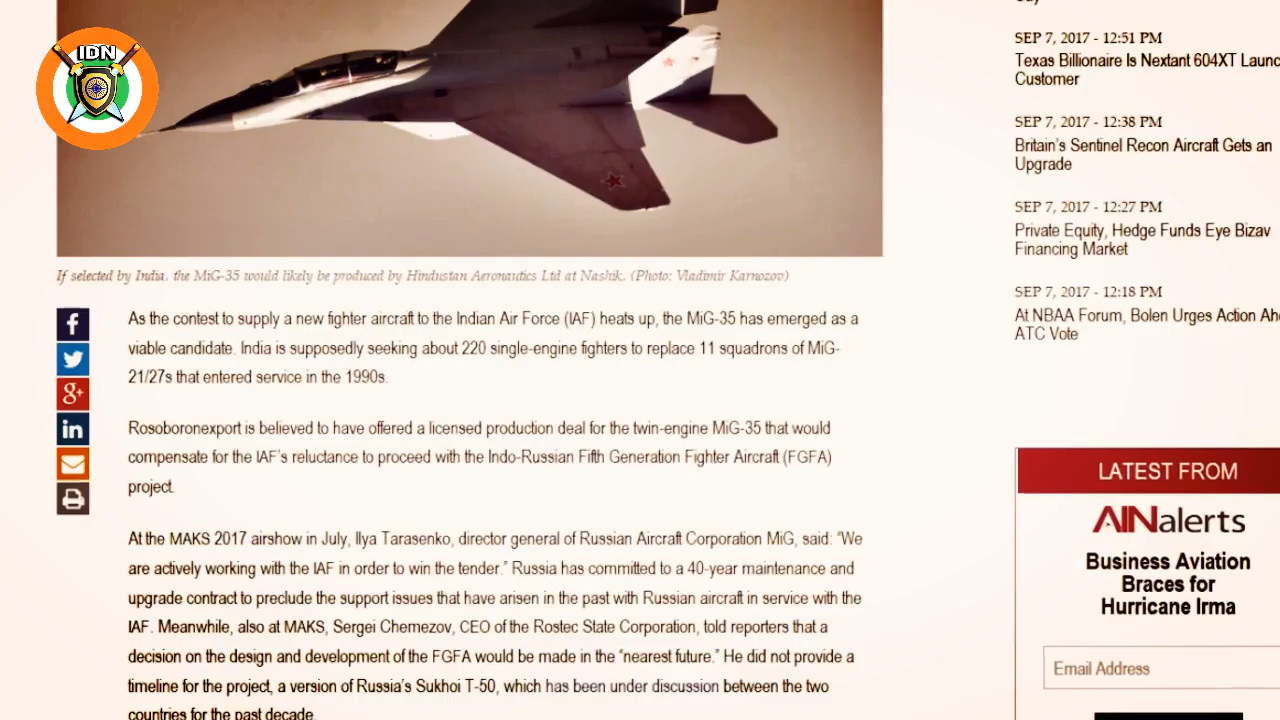 IDN
If selected by India, the MiG-35 would likely be produced by Hindustan Aeronautics Ltd at Nashik. (Photo: Vladimir Karnozov)
As the contest to supply a new fighter aircraft to the Indian Air Force (IAF) heats up, the MiG-35 has emerged as a
viable candidate. India is supposedly seeking about 220 single-engine fighters to replace 11 squadrons of MiG-
21/27s that entered service in the 1990s.
Rosoboronexport is believed to have offered a licensed production deal for the twin-engine MiG-35 that would
compensate for the IAF's reluctance to proceed with the Indo-Russian Fifth Generation Fighter Aircraft (FGFA)
project.
At the MAKS 2017 airshow in July, Ilya Tarasenko, director general of Russian Aircraft Corporation MiG, said: “We
are actively working with the IAF in order to win the tender.” Russia has committed to a 40-year maintenance and
upgrade contract to preclude the support issues that have arisen in the past with Russian aircraft in service with the
IAF. Meanwhile, also at MAKS, Sergei Chemezov, CEO of the Rostec State Corporation, told reporters that a
decision on the design and development of the FGFA would be made in the “nearest future.” He did not provide a
timeline for the project, a version of Russia's Sukhoi T-50, which has been under discussion between the two
countries for the past decade.
SEP 7, 2017 - 12:51 PM
Texas Billionaire Is Nextant 604XT Launc
Customer
SEP 7, 2017 - 12:38 PM
Britain's Sentinel Recon Aircraft Gets an
Upgrade
SEP 7, 2017 - 12:27 PM
Private Equity, Hedge Funds Eye Bizav
Financing Market
SEP 7, 2017 - 12:18 PM
At NBAA Forum, Bolen Urges Action Ah
ATC Vote
LATEST FROM
AINalerts
Business Aviation
Braces for
Hurricane Irma
Email Address